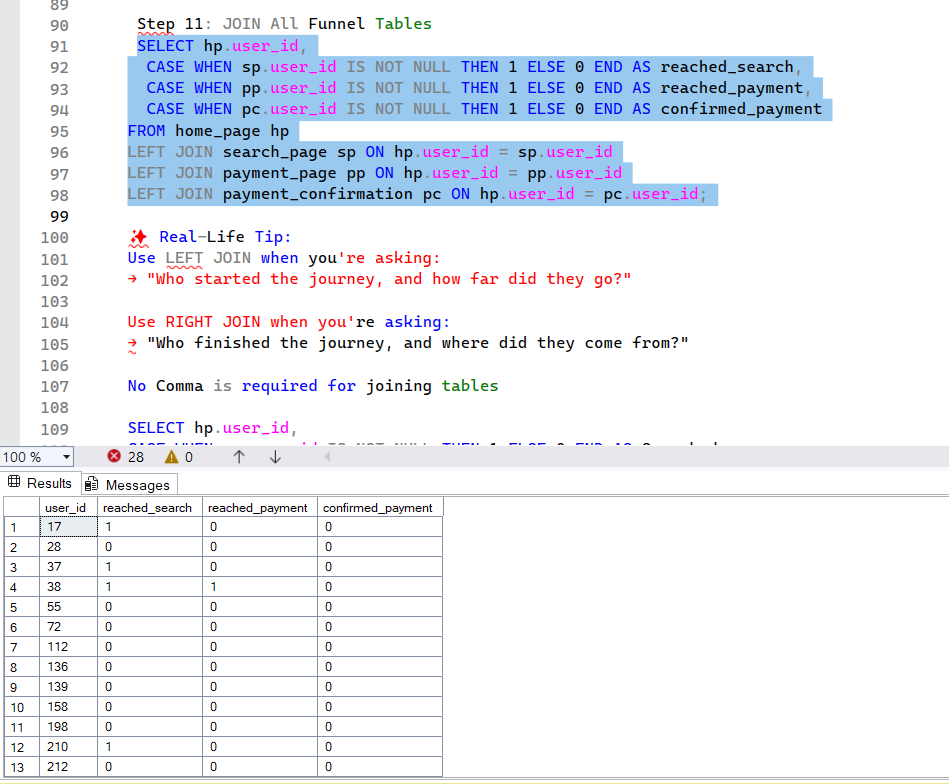 89
90 Step 11: JOIN All Funnel Tables
91 SELECT hp.user_id,
92 CASE WHEN sp.user_id IS NOT NULL THEN 1 ELSE 0 END AS reached_search,
93 CASE WHEN pp.user_id IS NOT NULL THEN 1 ELSE 0 END AS reached_payment,
94 CASE WHEN pc.user_id IS NOT NULL THEN 1 ELSE 0 END AS confirmed_payment
95 FROM home_page hp
96 LEFT JOIN search_page sp ON hp.user_id = sp.user_id
97 LEFT JOIN payment_page pp ON hp.user_id = pp.user_id
98 LEFT JOIN payment_confirmation pc ON hp.user_id = pc.user_id;
99
100 ✨ Real-Life Tip:
101 Use LEFT JOIN when you're asking:
102 → "Who started the journey, and how far did they go?"
103
104 Use RIGHT JOIN when you're asking:
105 → "Who finished the journey, and where did they come from?"
106
107 No Comma is required for joining tables
108
109 SELECT hp.user_id,
100 % 28 0
Results Messages
user_id reached_search reached_payment confirmed_payment
1 17 1 0 0
2 28 0 0 0
3 37 1 0 0
4 38 1 1 0
5 55 0 0 0
6 72 0 0 0
7 112 0 0 0
8 136 0 0 0
9 139 0 0 0
10 158 0 0 0
11 198 0 0 0
12 210 1 0 0
13 212 0 0 0